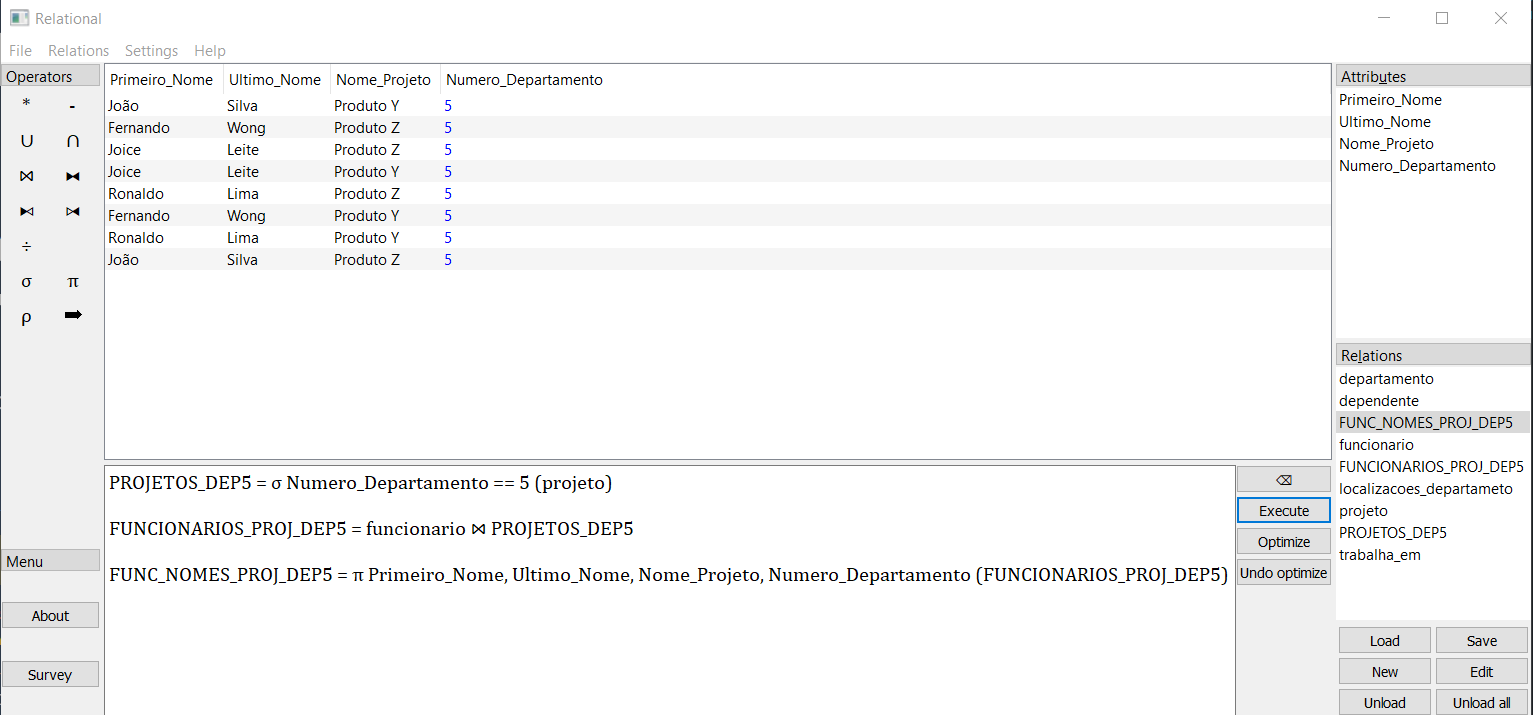 Relational
File Relations Settings Help
Operators
* -
∪ ∩
⋈ ⧓
⧑ ⧒
÷
σ π
ρ ➡
Menu
About
Survey
Primeiro_Nome Ultimo_Nome Nome_Projeto Numero_Departamento
João Silva Produto Y 5
Fernando Wong Produto Z 5
Joice Leite Produto Z 5
Joice Leite Produto Y 5
Ronaldo Lima Produto Z 5
Fernando Wong Produto Y 5
Ronaldo Lima Produto Y 5
João Silva Produto Z 5
PROJETOS_DEP5 = σ Numero_Departamento == 5 (projeto)
FUNCIONARIOS_PROJ_DEP5 = funcionario ⋈ PROJETOS_DEP5
FUNC_NOMES_PROJ_DEP5 = π Primeiro_Nome, Ultimo_Nome, Nome_Projeto, Numero_Departamento (FUNCIONARIOS_PROJ_DEP5)
⌫
Execute
Optimize
Undo optimize
Attributes
Primeiro_Nome
Ultimo_Nome
Nome_Projeto
Numero_Departamento
Relations
departamento
dependente
FUNC_NOMES_PROJ_DEP5
funcionario
FUNCIONARIOS_PROJ_DEP5
localizacoes_departameto
projeto
PROJETOS_DEP5
trabalha_em
Load Save
New Edit
Unload Unload all